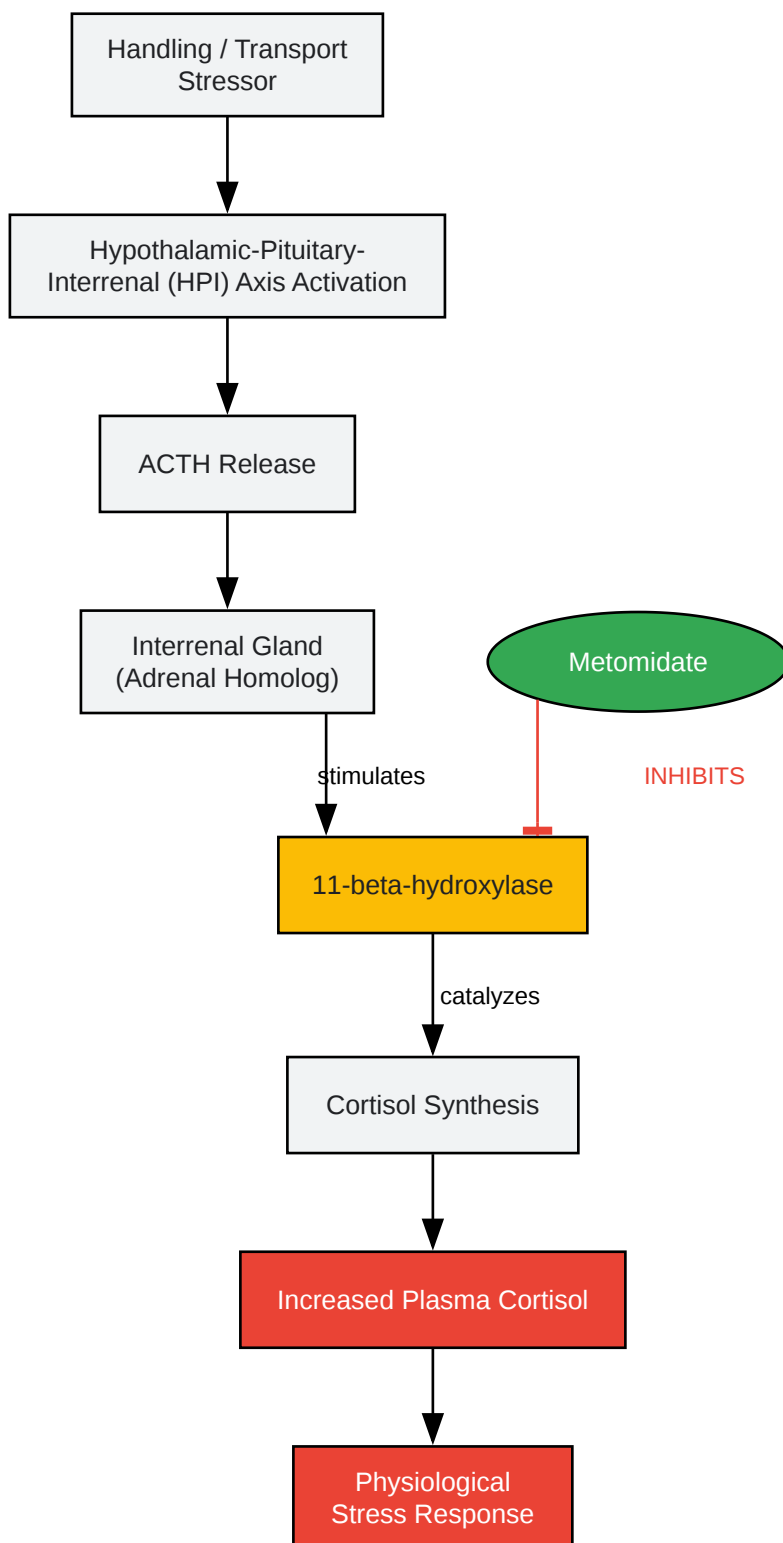 Handling / Transport
Stressor
Hypothalamic-Pituitary-
Interrenal (HPI) Axis Activation
ACTH Release
Interrenal Gland
(Adrenal Homolog)
Metomidate
stimulates
INHIBITS
11-beta-hydroxylase
catalyzes
Cortisol Synthesis
Increased Plasma Cortisol
Physiological
Stress Response